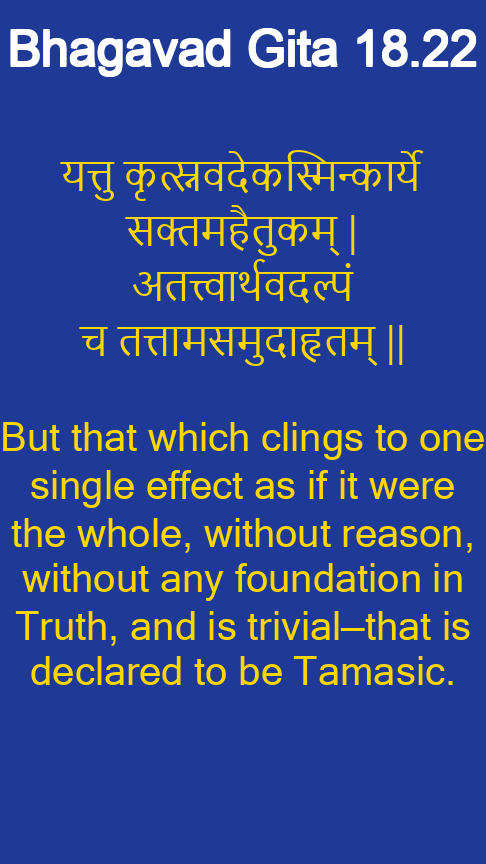 Bhagavad Gita 18.22
यत्तु कृत्स्नवदेकस्मिन्कार्ये
सक्तमहैतुकम् |
अतत्त्वार्थवदल्पं
च तत्तामसमुदाहृतम् ||
But that which clings to one
single effect as if it were
the whole, without reason,
without any foundation in
Truth, and is trivial—that is
declared to be Tamasic.